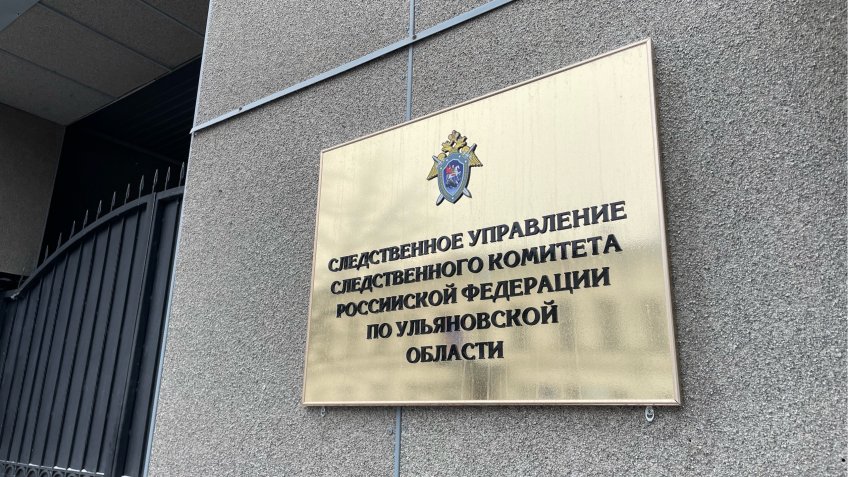 СЛЕДСТВЕННОЕ УПРАВЛЕНИЕ
СЛЕДСТВЕННОГО КОМИТЕТА
РОССИЙСКОЙ ФЕДЕРАЦИИ
ПО УЛЬЯНОВСКОЙ
ОБЛАСТИ